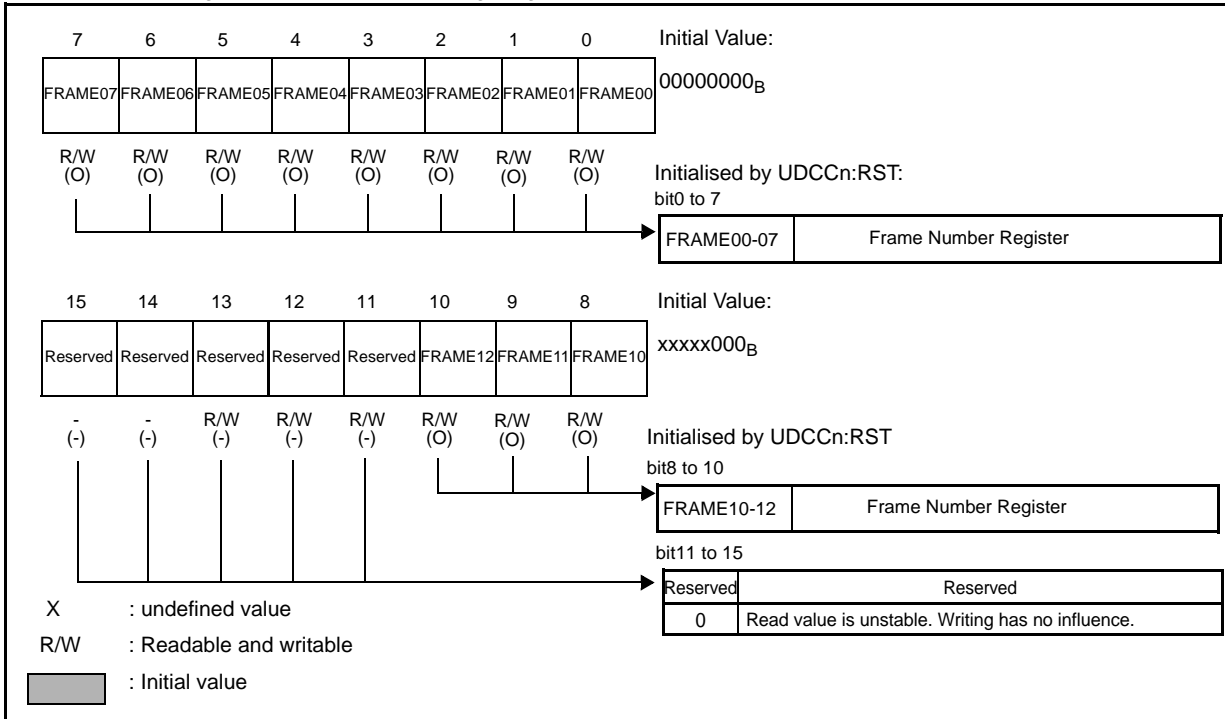 7 6 5 4 3 2 1 0 Initial Value:
FRAME07 FRAME06 FRAME05 FRAME04 FRAME03 FRAME02 FRAME01 FRAME00 00000000B
R/W R/W R/W R/W R/W R/W R/W R/W
(O) (O) (O) (O) (O) (O) (O) (O) Initialised by UDCCn:RST:
bit0 to 7
FRAME00-07 Frame Number Register
15 14 13 12 11 10 9 8 Initial Value:
Reserved Reserved Reserved Reserved Reserved FRAME12 FRAME11 FRAME10 xxxxx000B
- - R/W R/W R/W R/W R/W R/W
(-) (-) (-) (-) (-) (O) (O) (O) Initialised by UDCCn:RST
bit8 to 10
FRAME10-12 Frame Number Register
bit11 to 15
Reserved Reserved
0 Read value is unstable. Writing has no influence.
X : undefined value
R/W : Readable and writable
: Initial value